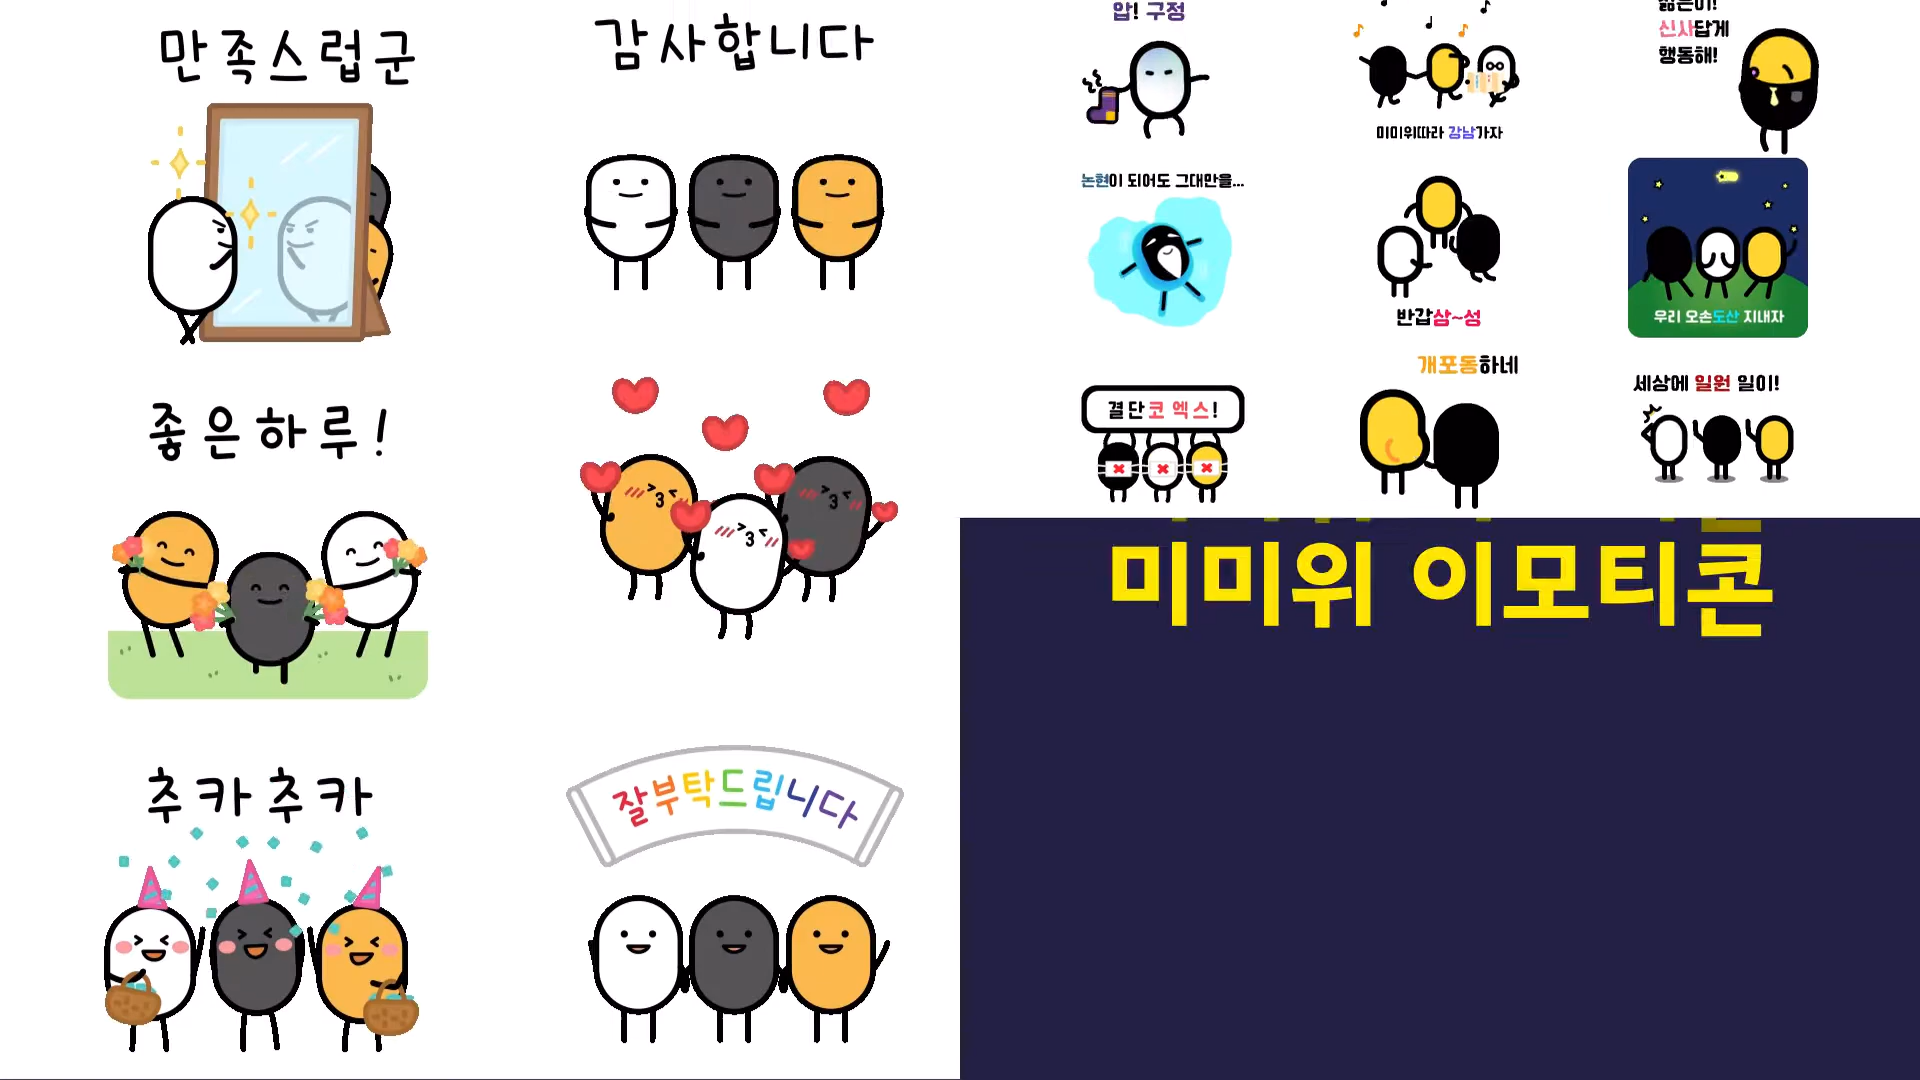 만족스럽군
감사합니다
좋은하루!
추카추카
잘부탁드립니다
압! 구정
미미위따라 강남가자
젊은이!
신사답게
행동해!
논현이 되어도 그대만을...
반갑삼~성
우리 오손도산 지내자
결단코 엑스!
개포동하네
세상에 일원 일이!
미미위 이모티콘